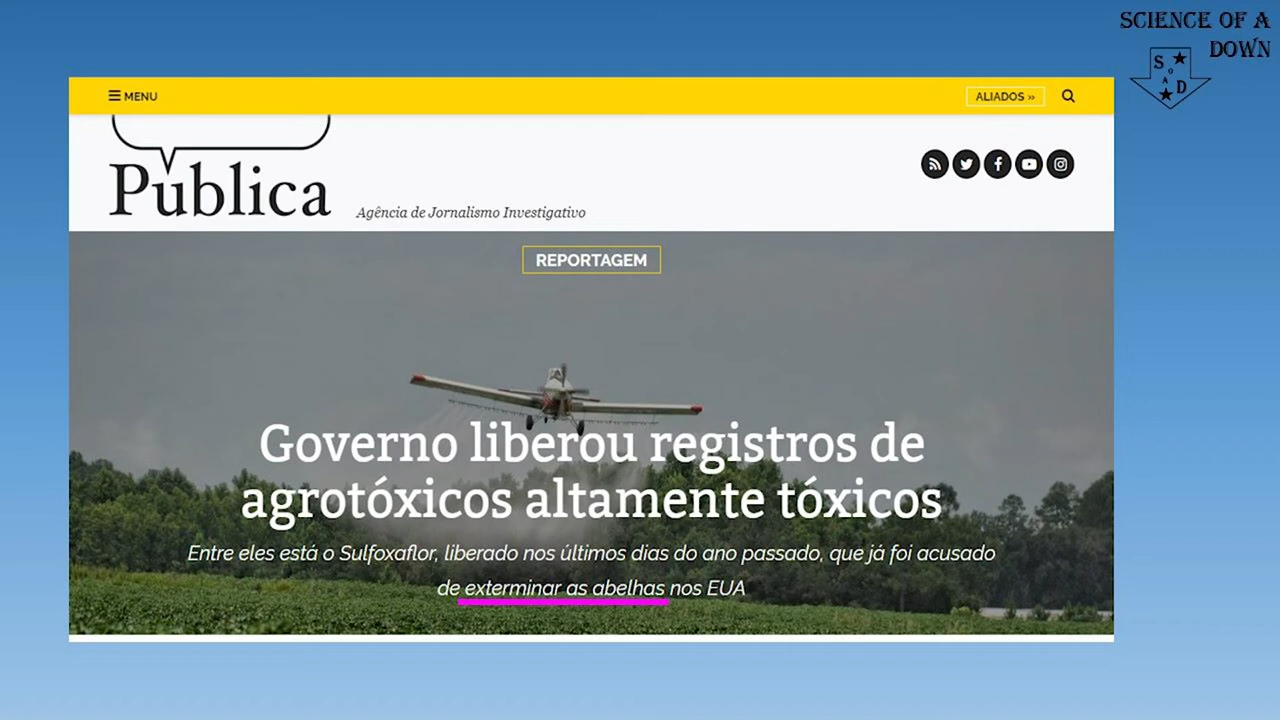 SCIENCE OF A
DOWN
S O A D
MENU
ALIADOS »
Publica
Agência de Jornalismo Investigativo
REPORTAGEM
Governo liberou registros de
agrotóxicos altamente tóxicos
Entre eles está o Sulfoxaflor, liberado nos últimos dias do ano passado, que já foi acusado
de exterminar as abelhas nos EUA